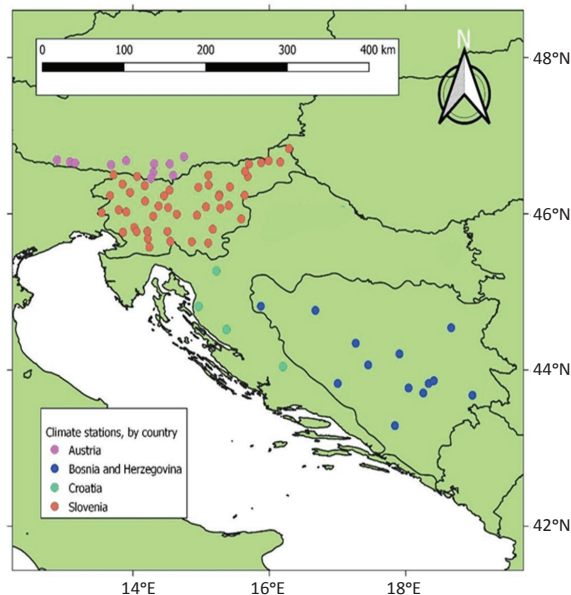 0 100 200 300 400 km
N
48°N
46°N
44°N
42°N
Climate stations, by country
Austria
Bosnia and Herzegovina
Croatia
Slovenia
14°E 16°E 18°E